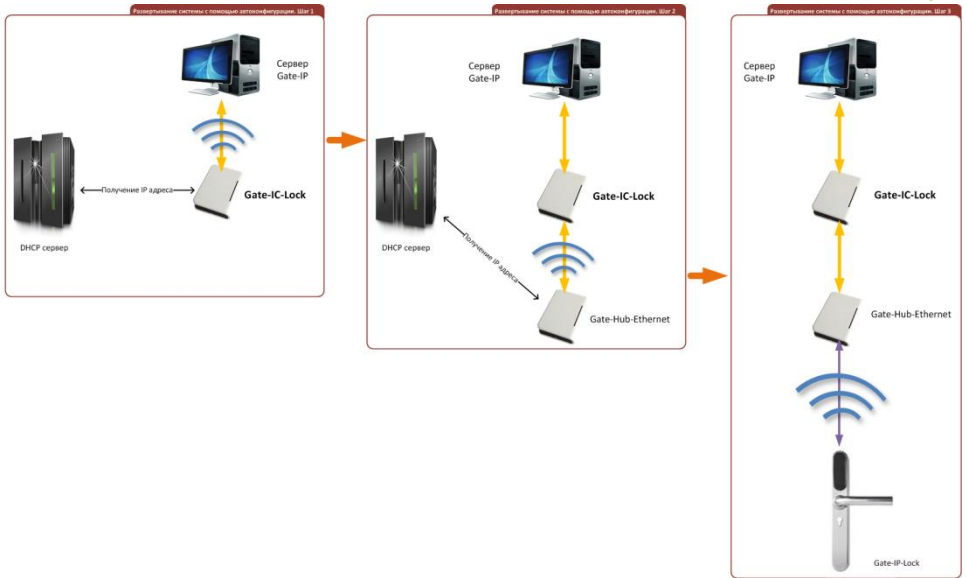 Развертывание системы с помощью автоконфигурации. Шаг 1
Сервер
Gate-IP
Получение IP адреса
Gate-IC-Lock
DHCP сервер
Развертывание системы с помощью автоконфигурации. Шаг 2
Сервер
Gate-IP
Gate-IC-Lock
DHCP сервер
Получение IP адреса
Gate-Hub-Ethernet
Развертывание системы с помощью автоконфигурации. Шаг 3
Сервер
Gate-IP
Gate-IC-Lock
Gate-Hub-Ethernet
Gate-IP-Lock